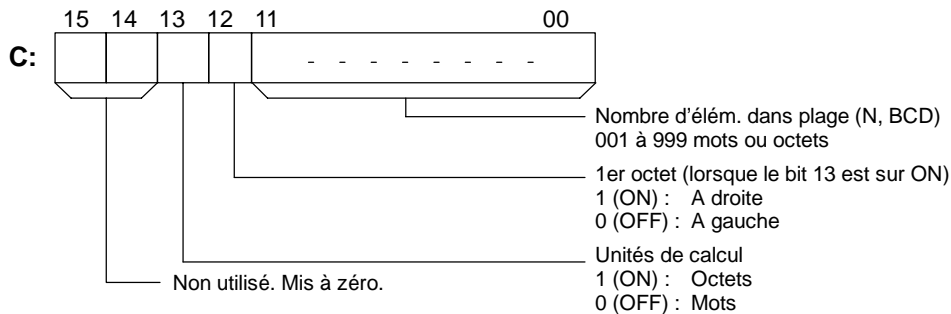 15 14 13 12 11 00
C:
- - - - - - - -
Nombre d'élém. dans plage (N, BCD)
001 à 999 mots ou octets
1er octet (lorsque le bit 13 est sur ON)
1 (ON) : A droite
0 (OFF) : A gauche
Unités de calcul
1 (ON) : Octets
0 (OFF) : Mots
Non utilisé. Mis à zéro.